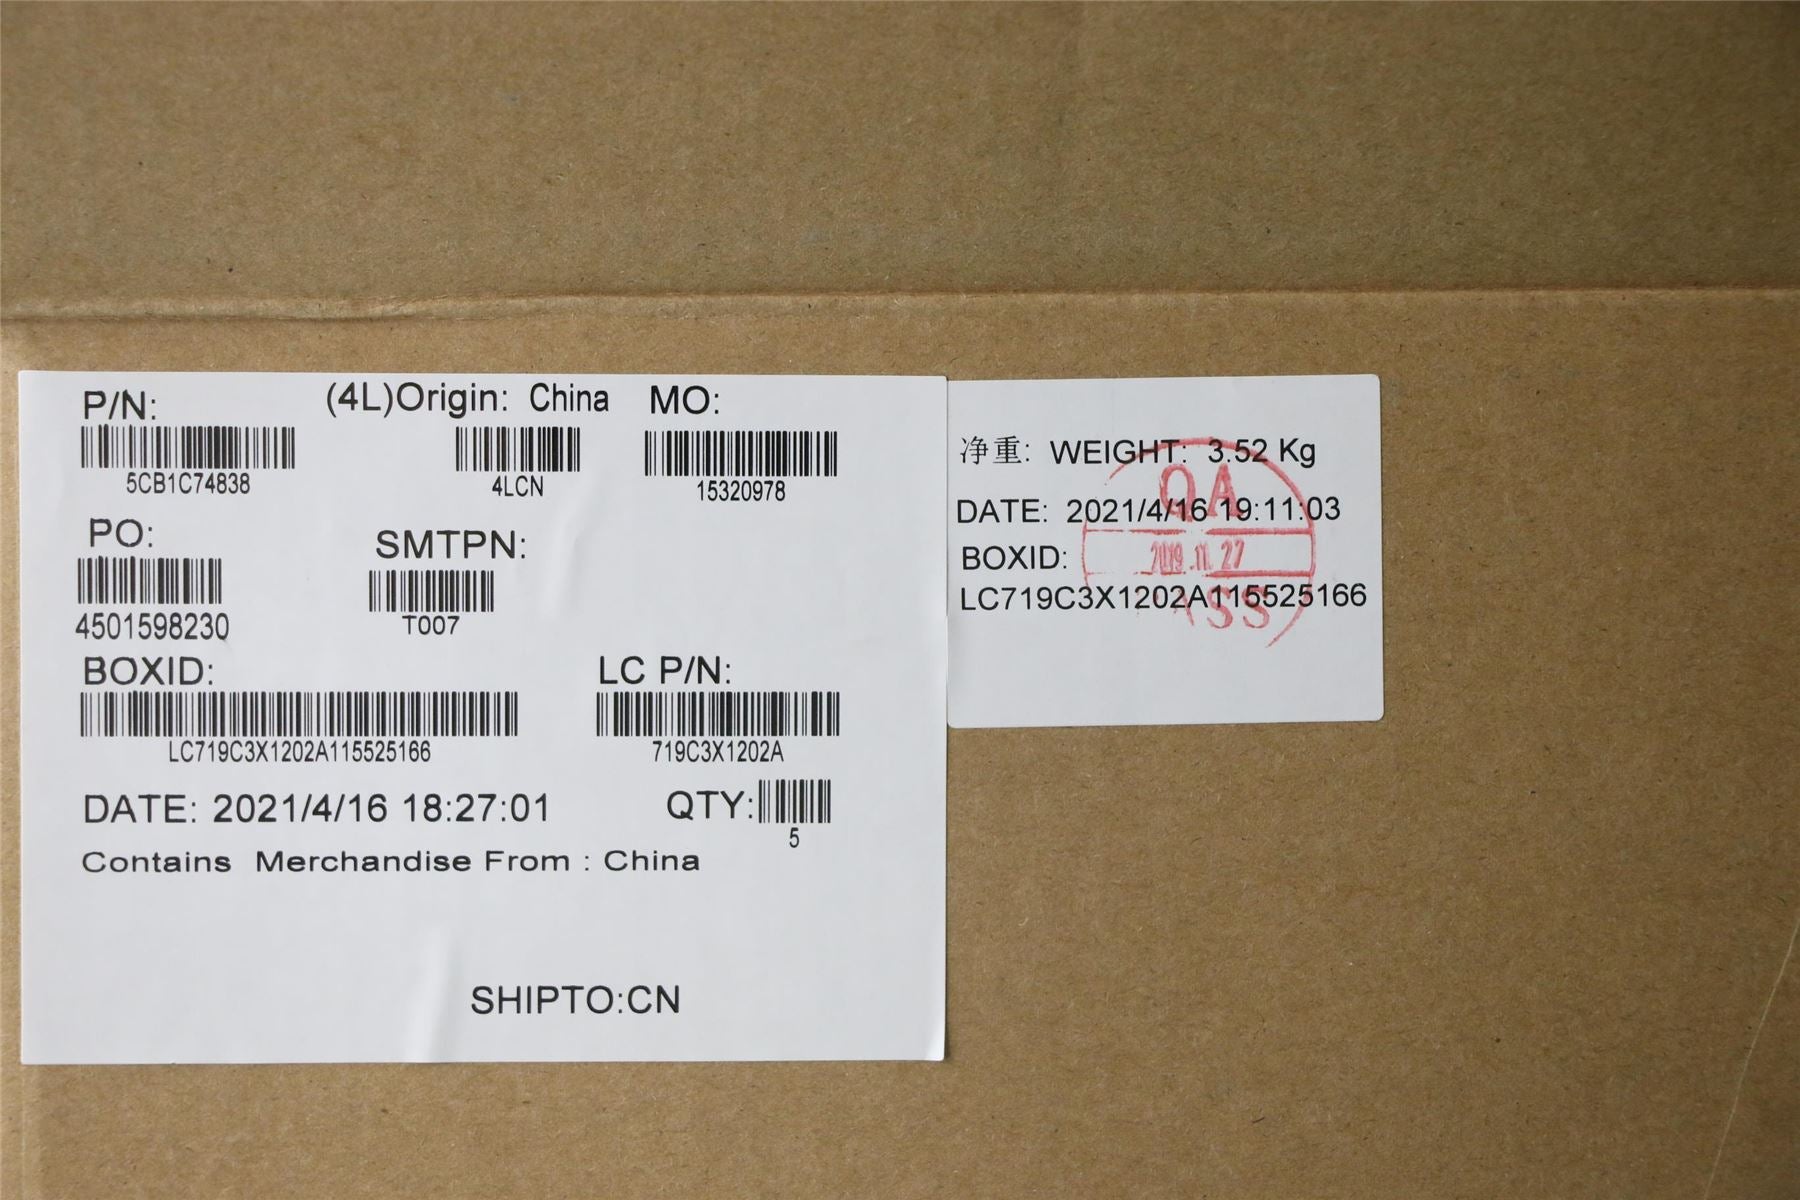 P/N: (4L)Origin: China MO:
5CB1C74838 4LCN 15320978
PO: SMTPN:
4501598230 T007
BOXID: LC P/N:
LC719C3X1202A115525166 719C3X1202A
DATE: 2021/4/16 18:27:01 QTY:
5
Contains Merchandise From : China
SHIPTO:CN
净重: WEIGHT: 3.52 Kg
DATE: 2021/4/16 19:11:03
BOXID:
LC719C3X1202A115525166
QA
2019.11.27